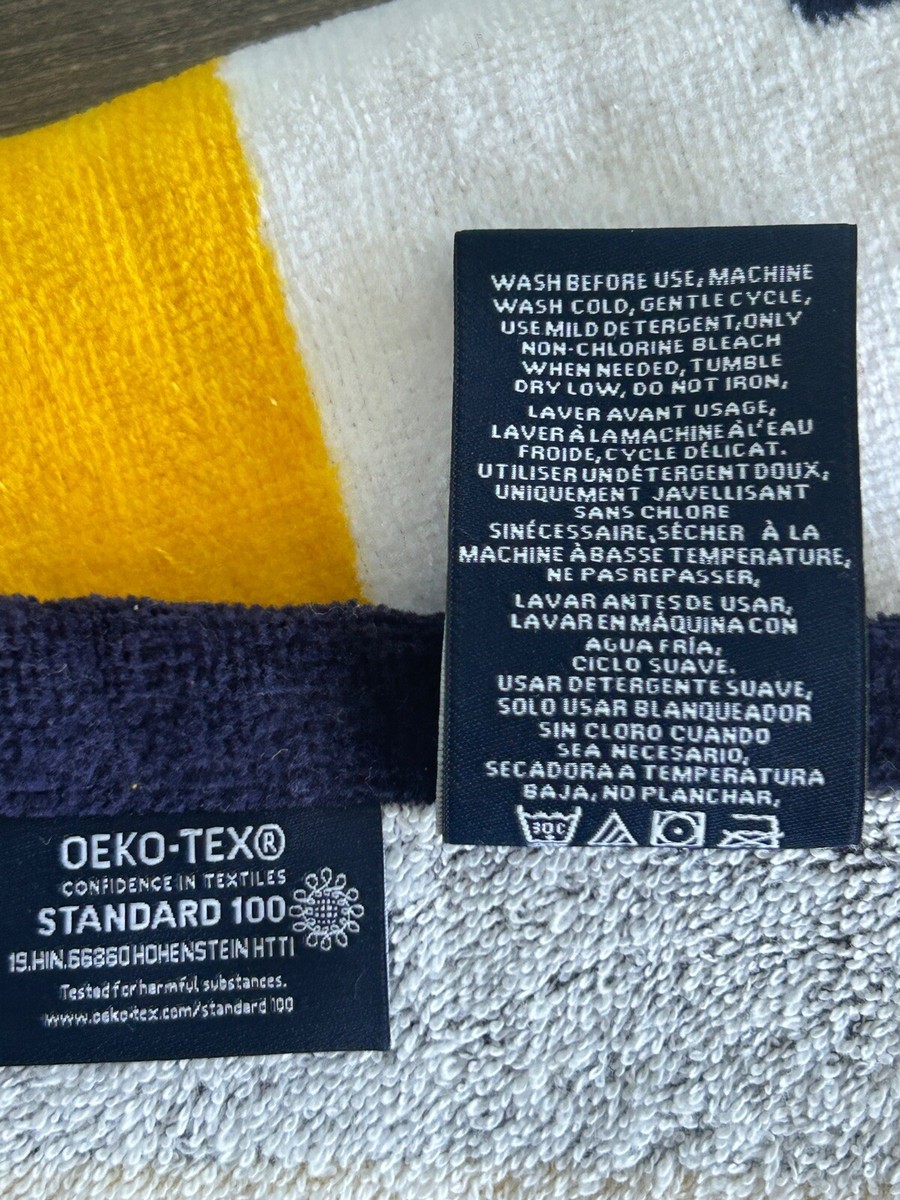 WASH BEFORE USE, MACHINE
WASH COLD, GENTLE CYCLE,
USE MILD DETERGENT, ONLY
NON-CHLORINE BLEACH
WHEN NEEDED, TUMBLE
DRY LOW, DO NOT IRON,
LAVER AVANT USAGE,
LAVER À LA MACHINE À L'EAU
FROIDE, CYCLE DÉLICAT.
UTILISER UN DÉTERGENT DOUX,
UNIQUEMENT JAVELLISANT
SANS CHLORE
SINÉCESSAIRE, SÉCHER À LA
MACHINE À BASSE TEMPERATURE,
NE PAS REPASSER,
LAVAR ANTES DE USAR,
LAVAR EN MÁQUINA CON
AGUA FRÍA,
CICLO SUAVE.
USAR DETERGENTE SUAVE,
SOLO USAR BLANQUEADOR
SIN CLORO CUANDO
SEA NECESARIO,
SECADORA A TEMPERATURA
BAJA, NO PLANCHAR,
30C
OEKO-TEX®
CONFIDENCE IN TEXTILES
STANDARD 100
19.HIN.66860 HOHENSTEIN HTTI
Tested for harmful substances.
www.oeko-tex.com/standard 100